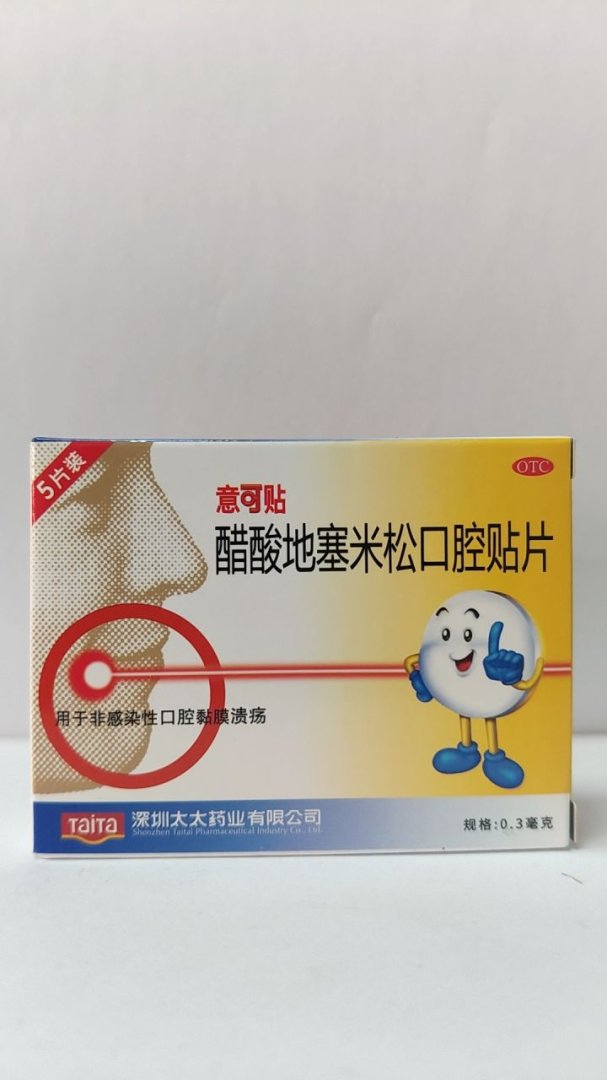 5片装
OTC
意可贴
醋酸地塞米松口腔贴片
用于非感染性口腔黏膜溃疡
Taita
深圳太太药业有限公司
Shenzhen Taitai Pharmaceutical Industry Co., Ltd.
规格:0.3毫克